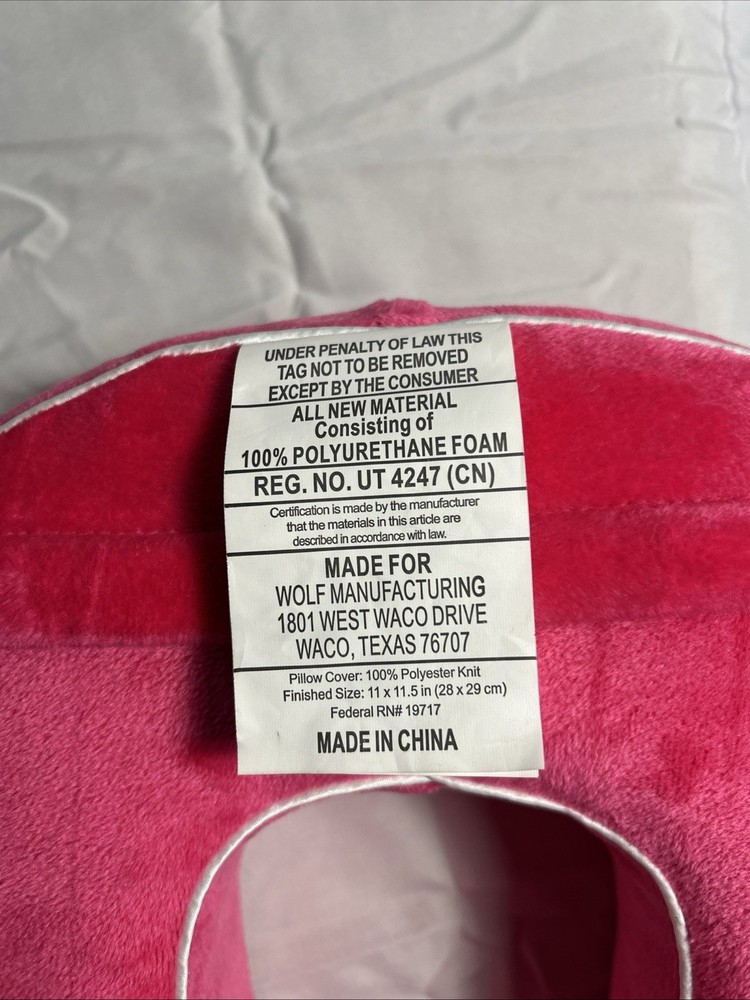 UNDER PENALTY OF LAW THIS
TAG NOT TO BE REMOVED
EXCEPT BY THE CONSUMER
ALL NEW MATERIAL
Consisting of
100% POLYURETHANE FOAM
REG. NO. UT 4247 (CN)
Certification is made by the manufacturer
that the materials in this article are
described in accordance with law.
MADE FOR
WOLF MANUFACTURING
1801 WEST WACO DRIVE
WACO, TEXAS 76707
Pillow Cover: 100% Polyester Knit
Finished Size: 11 x 11.5 in (28 x 29 cm)
Federal RN# 19717
MADE IN CHINA